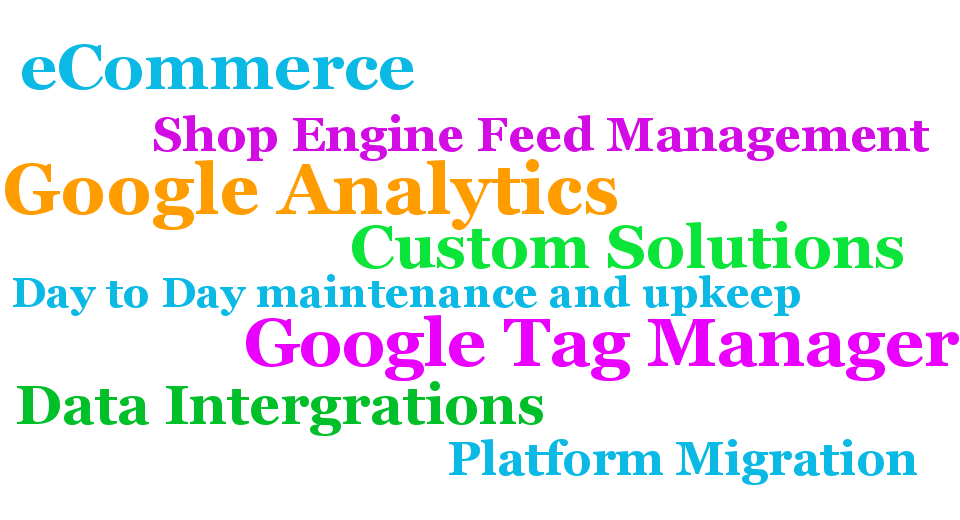 eCommerce
Shop Engine Feed Management
Google Analytics
Custom Solutions
Day to Day maintenance and upkeep
Google Tag Manager
Data Intergrations
Platform Migration